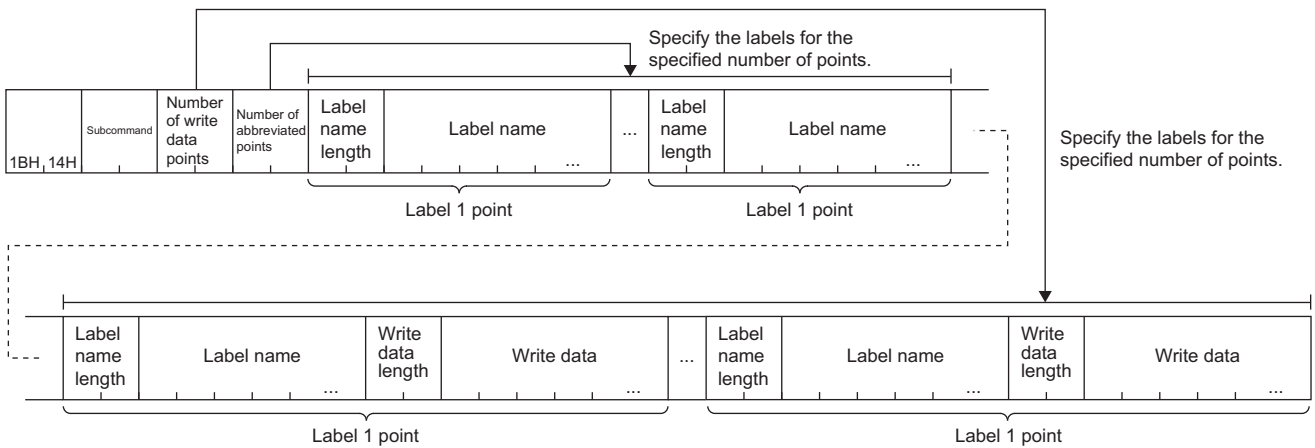 Specify the labels for the
specified number of points.
1BH 14H
Subcommand
Number
of write
data
points
Number of
abbreviated
points
Label
name
length
Label name
...
...
Label
name
length
Label name
...
Specify the labels for the
specified number of points.
Label 1 point
Label 1 point
Label
name
length
Label name
...
Write
data
length
Write data
...
...
Label
name
length
Label name
...
Write
data
length
Write data
...
Label 1 point
Label 1 point